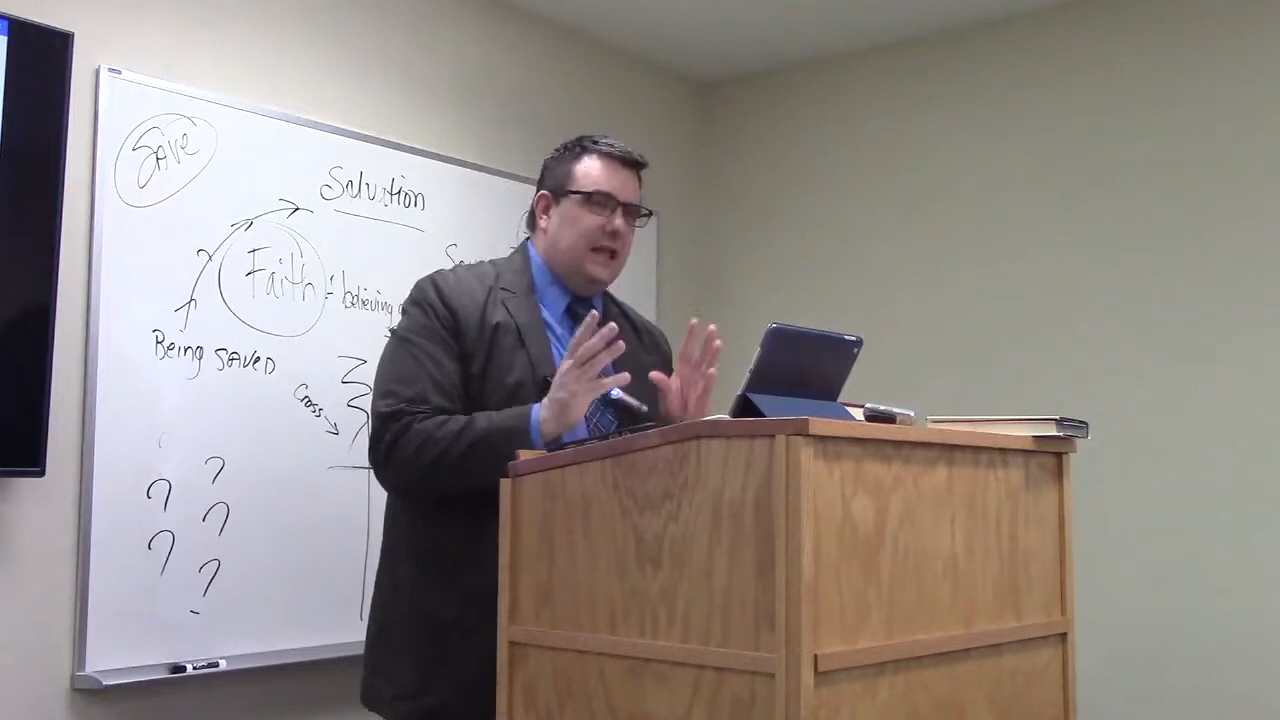 Save
Salvation
Faith : believing
Being SAVED
Cross
? ?
? ?
?